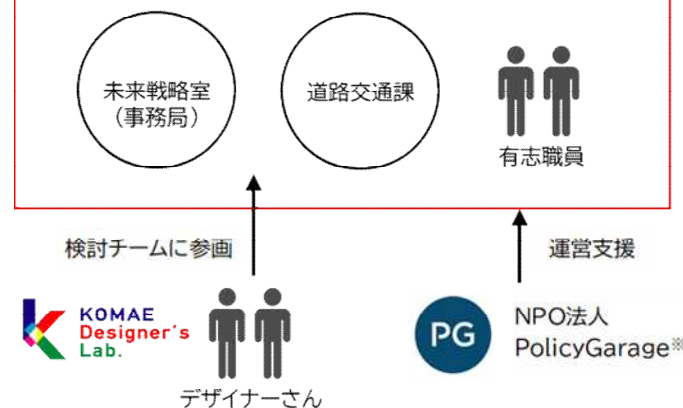 未来戦略室
(事務局)
道路交通課
有志職員
検討チームに参画
運営支援
KOMAE
Designer's
Lab.
デザイナーさん
PG
NPO法人
PolicyGarage※